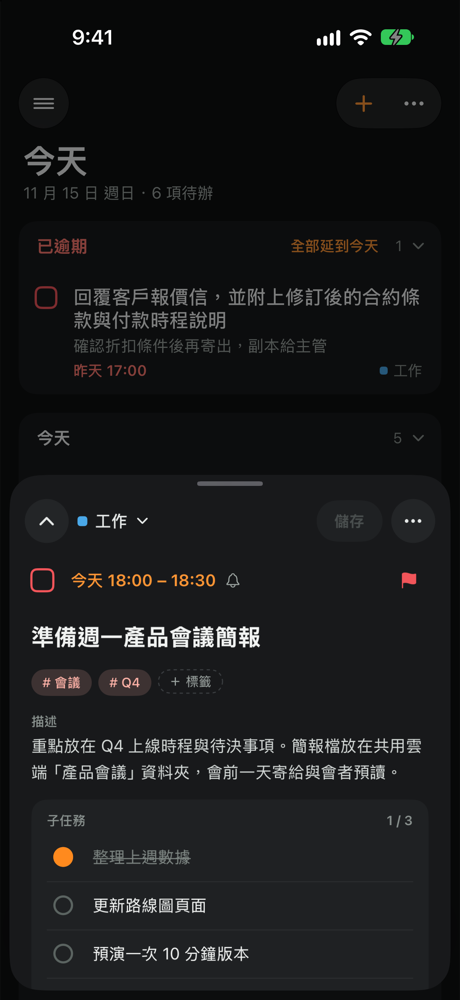 9:41
今天
11 月 15 日 週日 · 6 項待辦
已逾期 全部延到今天 1
回覆客戶報價信，並附上修訂後的合約條
款與付款時程說明
確認折扣條件後再寄出，副本給主管
昨天 17:00 工作
今天 5
工作 儲存
今天 18:00 – 18:30
準備週一產品會議簡報
# 會議 # Q4 + 標籤
描述
重點放在 Q4 上線時程與待決事項。簡報檔放在共用雲
端「產品會議」資料夾，會前一天寄給與會者預讀。
子任務 1 / 3
整理上週數據
更新路線圖頁面
預演一次 10 分鐘版本